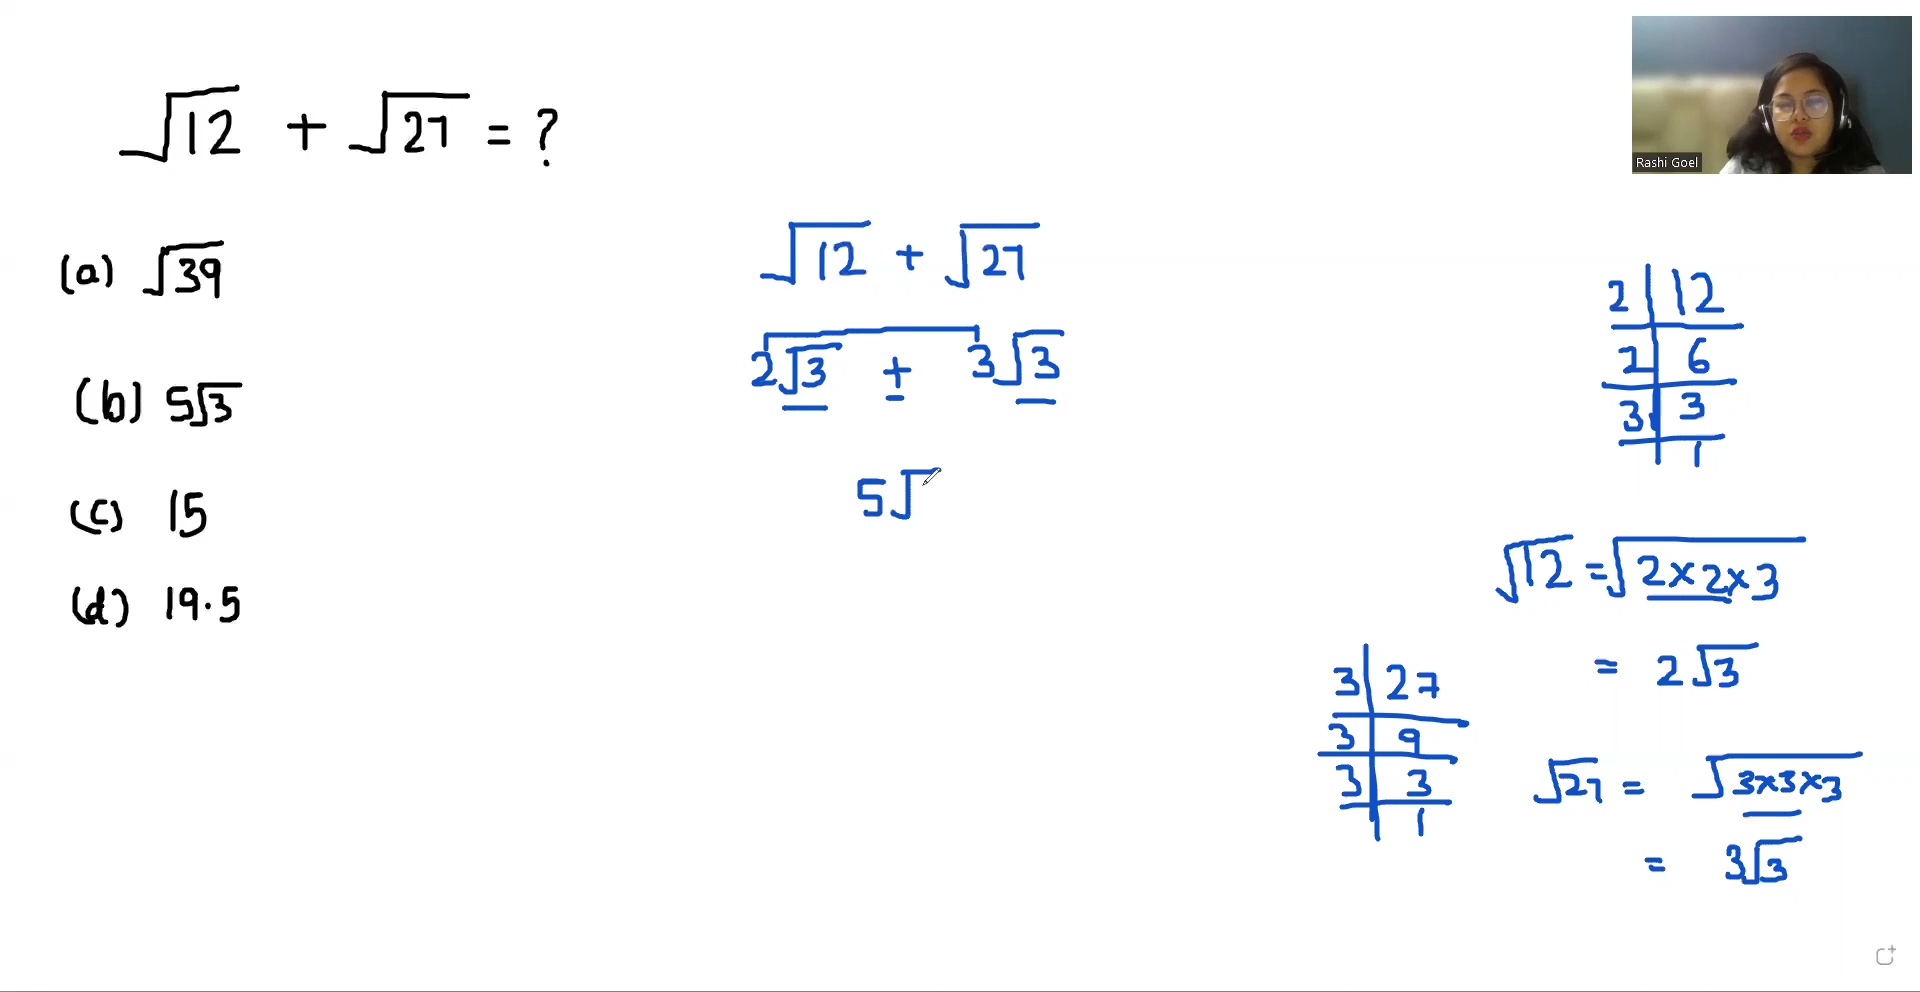 √12 + √27 = ?
(a) √39
(b) 5√3
(c) 15
(d) 19.5
√12 + √27
2√3 + 3√3
5√
2 | 12
2 | 6
3 | 3
1
√12 = √2×2×3
= 2√3
3 | 27
3 | 9
3 | 3
1
√27 = √3×3×3
= 3√3
Rashi Goel